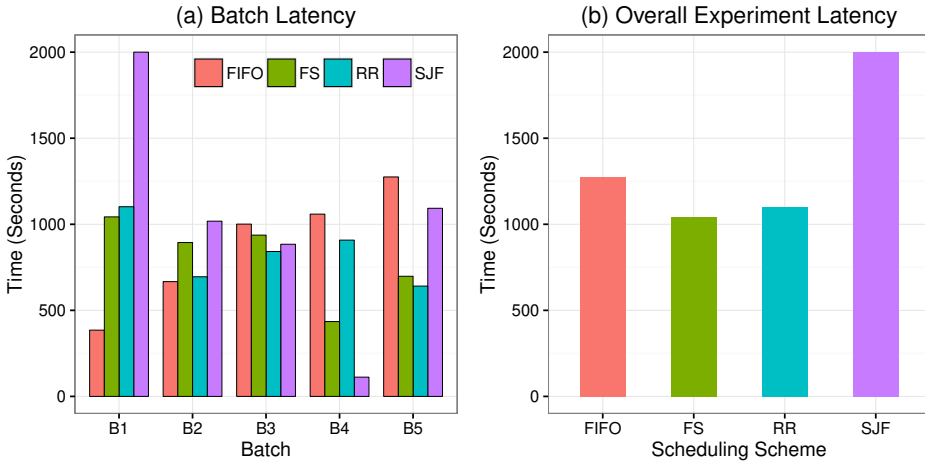 (a) Batch Latency
Time (Seconds)
2000
1500
1000
500
0
FIFO FS RR SJF
B1 B2 B3 B4 B5
Batch
(b) Overall Experiment Latency
Time (Seconds)
2000
1500
1000
500
0
FIFO FS RR SJF
Scheduling Scheme